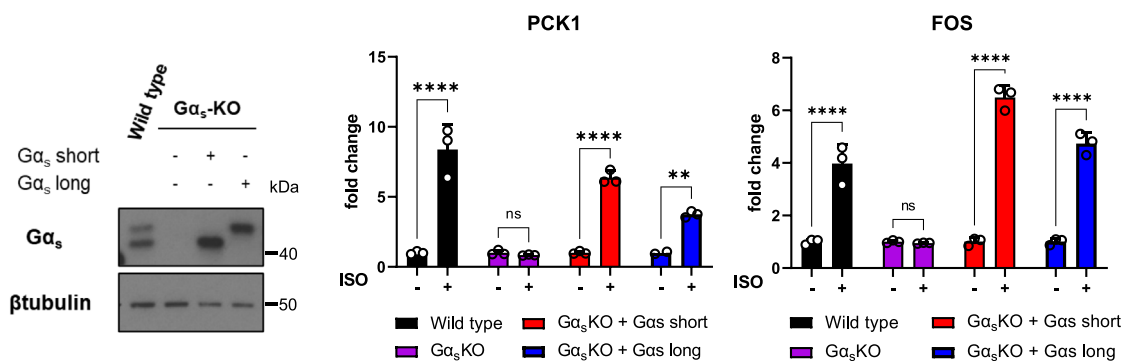 Wild type
Gαs-KO
Gαs short - + -
Gαs long - - +
kDa
Gαs
40
βtubulin
50
PCK1
fold change
15
10
5
0
****
ns
****
**
ISO - + - + - + - +
Wild type
GαsKO + Gαs short
GαsKO
GαsKO + Gαs long
FOS
fold change
8
6
4
2
0
****
ns
****
****
ISO - + - + - + - +
Wild type
GαsKO + Gαs short
GαsKO
GαsKO + Gαs long